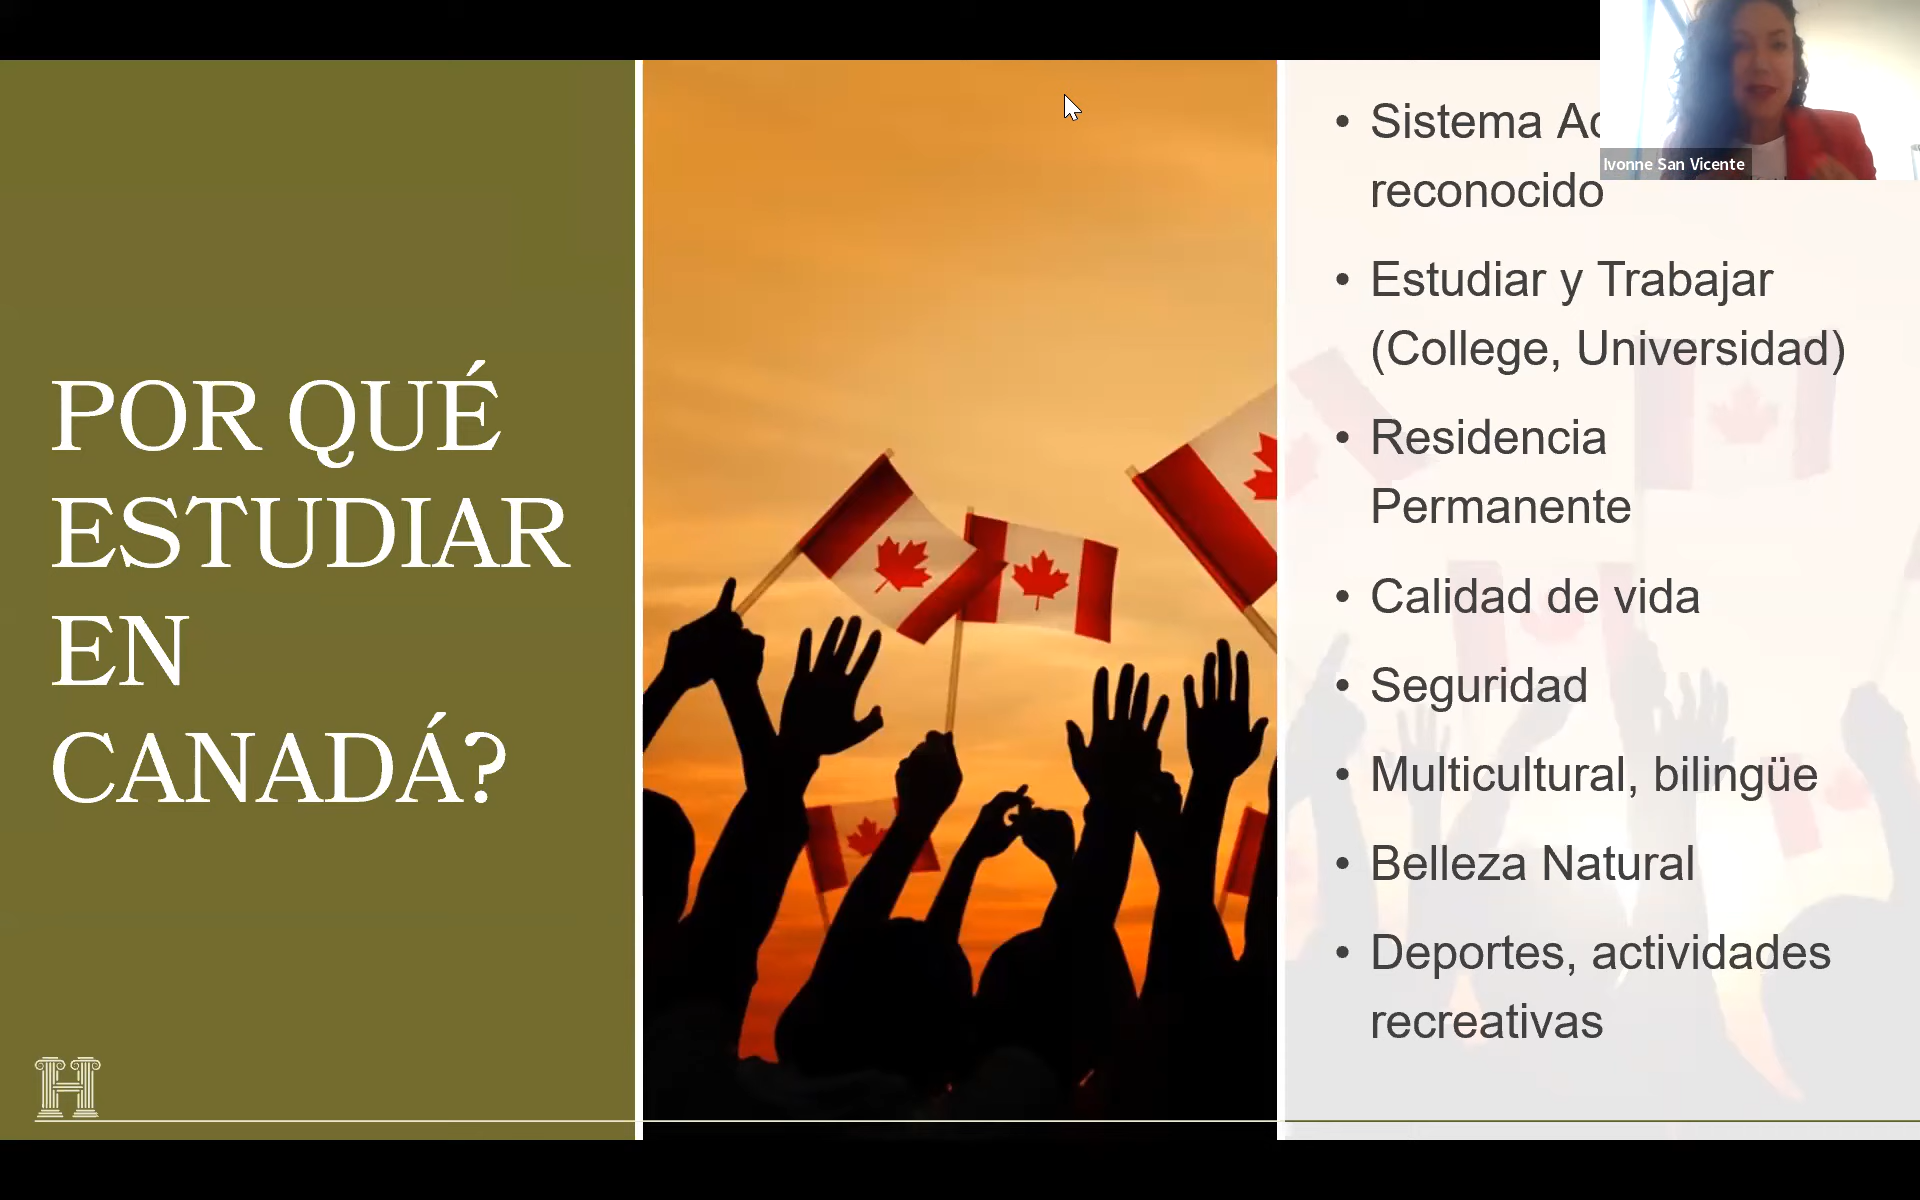 POR QUÉ
ESTUDIAR
EN
CANADÁ?
• Sistema
reconocido
• Estudiar y Trabajar
(College, Universidad)
• Residencia
Permanente
• Calidad de vida
• Seguridad
• Multicultural, bilingüe
• Belleza Natural
• Deportes, actividades
recreativas
Ivonne San Vicente
H